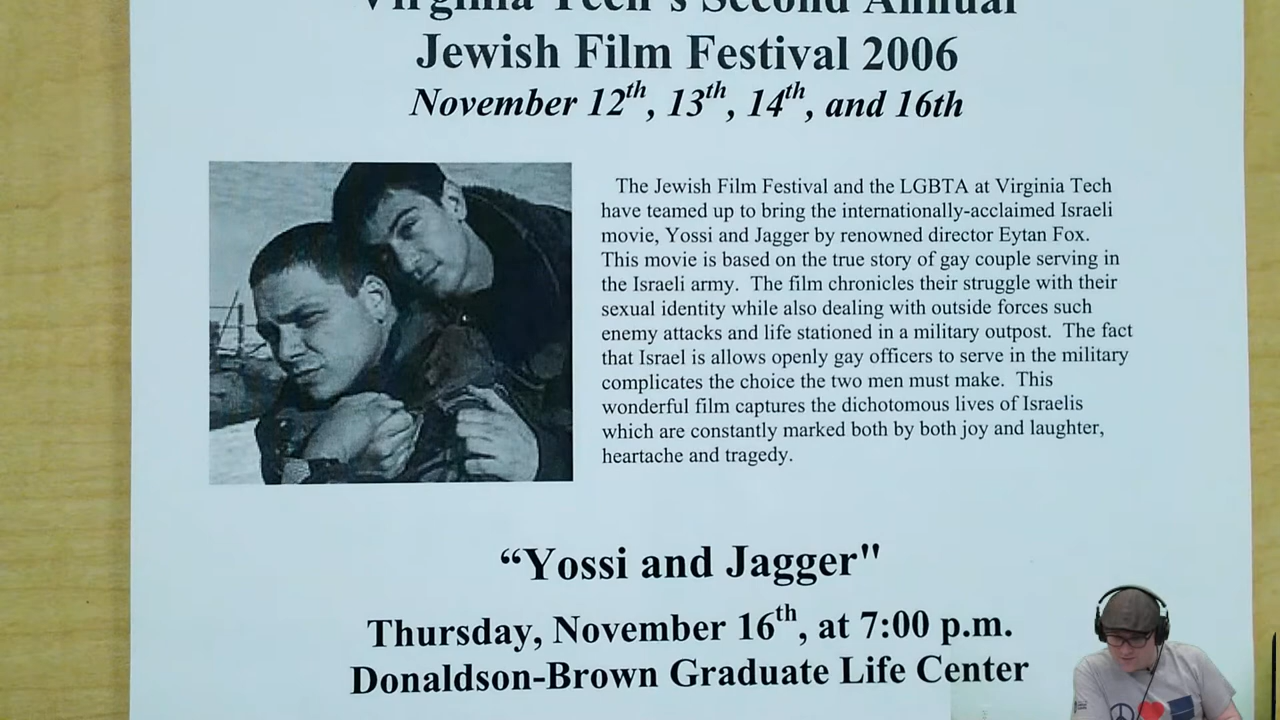 Virginia Tech's Second Annual
Jewish Film Festival 2006
November 12th, 13th, 14th, and 16th
The Jewish Film Festival and the LGBTA at Virginia Tech
have teamed up to bring the internationally-acclaimed Israeli
movie, Yossi and Jagger by renowned director Eytan Fox.
This movie is based on the true story of gay couple serving in
the Israeli army. The film chronicles their struggle with their
sexual identity while also dealing with outside forces such
enemy attacks and life stationed in a military outpost. The fact
that Israel is allows openly gay officers to serve in the military
complicates the choice the two men must make. This
wonderful film captures the dichotomous lives of Israelis
which are constantly marked both by both joy and laughter,
heartache and tragedy.
“Yossi and Jagger"
Thursday, November 16th, at 7:00 p.m.
Donaldson-Brown Graduate Life Center